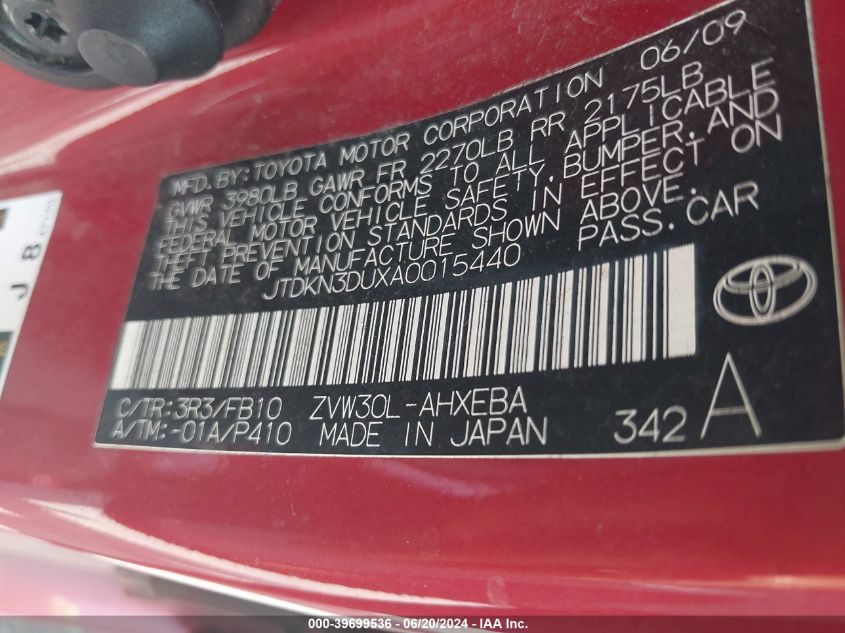 MFD. BY: TOYOTA MOTOR CORPORATION 06/09
GVWR 3980LB GAWR FR 2270LB RR 2175LB
THIS VEHICLE CONFORMS TO ALL APPLICABLE
FEDERAL MOTOR VEHICLE SAFETY, BUMPER, AND
THEFT PREVENTION STANDARDS IN EFFECT ON
THE DATE OF MANUFACTURE SHOWN ABOVE.
JTDKN3DUXA0015440 PASS. CAR
C/TR:3R3/FB10 ZVW30L-AHXEBA
A/TM:-01A/P410 MADE IN JAPAN 342 A
J B
000-39699536 - 06/20/2024 - IAA Inc.